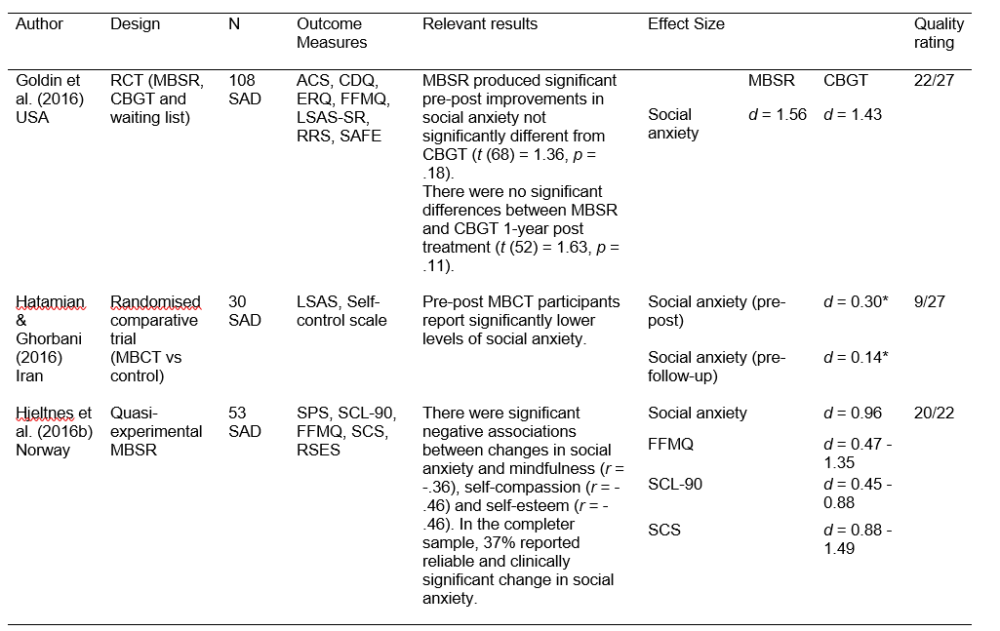 Author Design N Outcome Measures Relevant results Effect Size Quality rating
Goldin et al. (2016) USA
RCT (MBSR, CBGT and waiting list)
108 SAD
ACS, CDQ, ERQ, FFMQ, LSAS-SR, RRS, SAFE
MBSR produced significant
pre-post improvements in
social anxiety not
significantly different from
CBGT (t (68) = 1.36, p =
.18).
There were no significant
differences between MBSR
and CBGT 1-year post
treatment (t (52) = 1.63, p =
.11).
MBSR CBGT
Social anxiety d = 1.56 d = 1.43
22/27
Hatamian & Ghorbani (2016) Iran
Randomised comparative trial (MBCT vs control)
30 SAD
LSAS, Self-control scale
Pre-post MBCT participants
report significantly lower
levels of social anxiety.
Social anxiety (pre-post) d = 0.30*
Social anxiety (pre-follow-up) d = 0.14*
9/27
Hjeltnes et al. (2016b) Norway
Quasi-experimental MBSR
53 SAD
SPS, SCL-90, FFMQ, SCS, RSES
There were significant
negative associations
between changes in social
anxiety and mindfulness (r =
-.36), self-compassion (r = -
.46) and self-esteem (r = -
.46). In the completer
sample, 37% reported
reliable and clinically
significant change in social
anxiety.
Social anxiety d = 0.96
FFMQ d = 0.47 - 1.35
SCL-90 d = 0.45 - 0.88
SCS d = 0.88 - 1.49
20/22